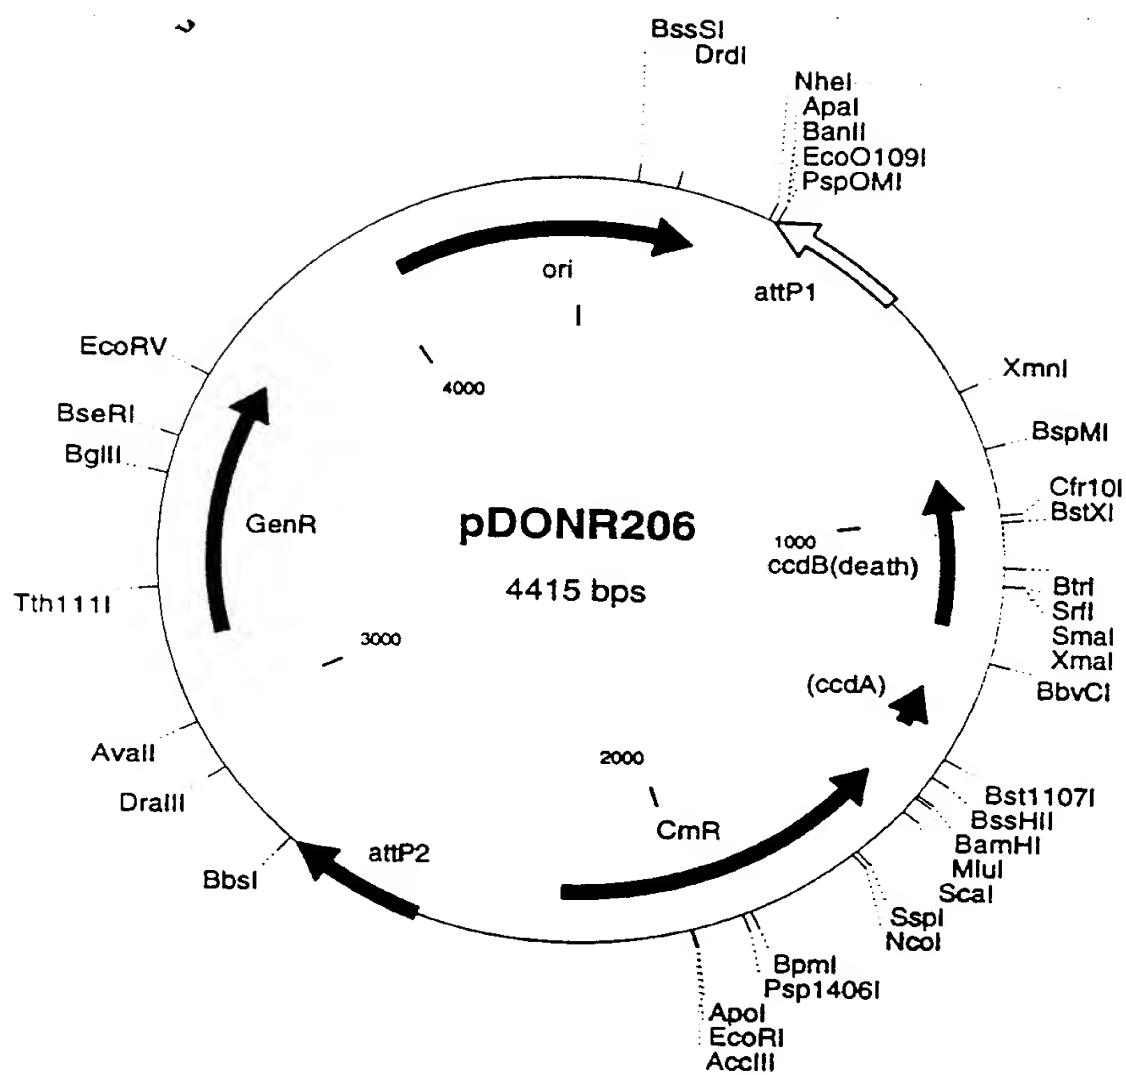 BssSI
DrdI
NheI
ApaI
BanII
EcoO109I
PspOMI
ori
attP1
I
EcoRV
4000
XmnI
BseRI
BspMI
BglII
Cfr10I
BstXI
GenR
pDONR206
1000
ccdB(death)
4415 bps
BtrI
SrfI
SmaI
XmaI
Tth111I
3000
BbvCI
(ccdA)
AvaII
2000
DraIII
Bst1107I
BssHII
CmR
BamHI
attP2
MluI
BbsI
ScaI
SspI
NcoI
BpmI
Psp1406I
ApoI
EcoRI
AccIII